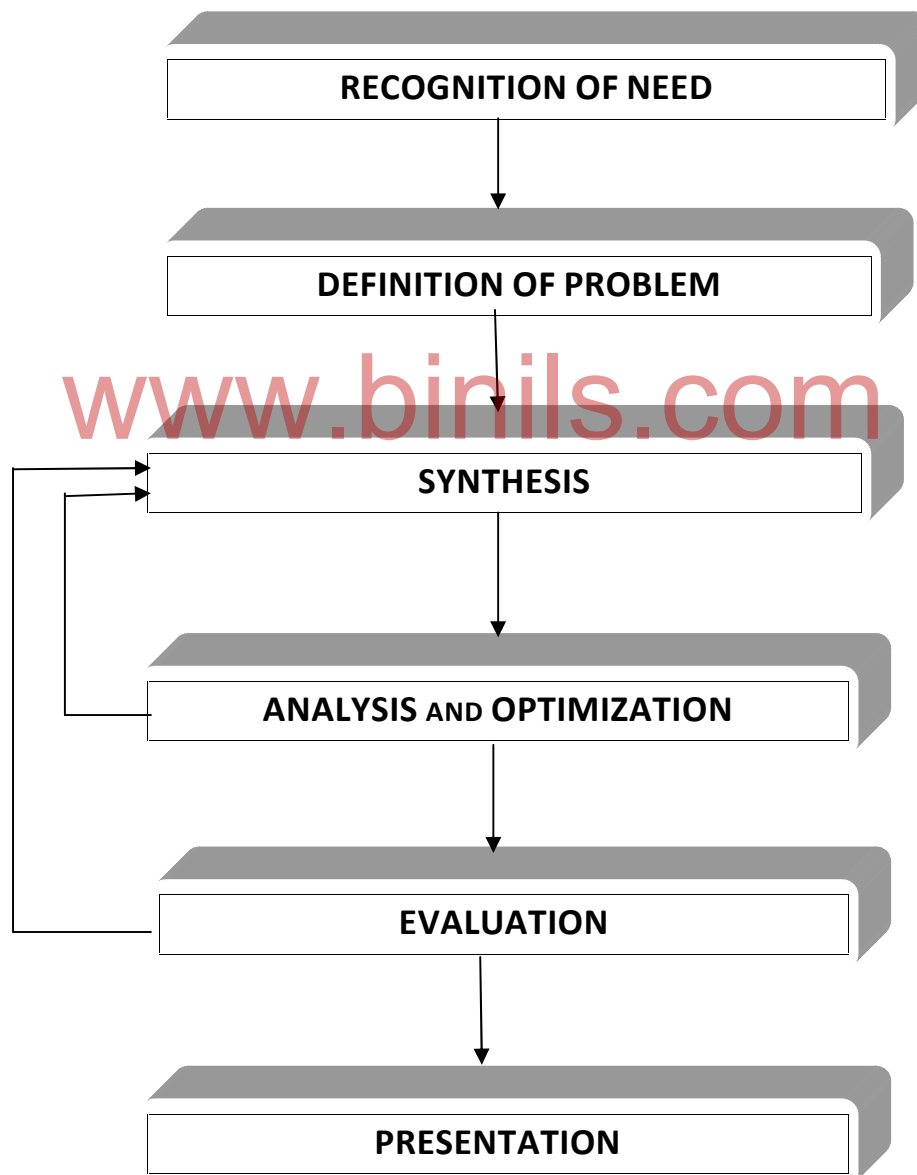 RECOGNITION OF NEED
DEFINITION OF PROBLEM
www.binils.com
SYNTHESIS
ANALYSIS AND OPTIMIZATION
EVALUATION
PRESENTATION